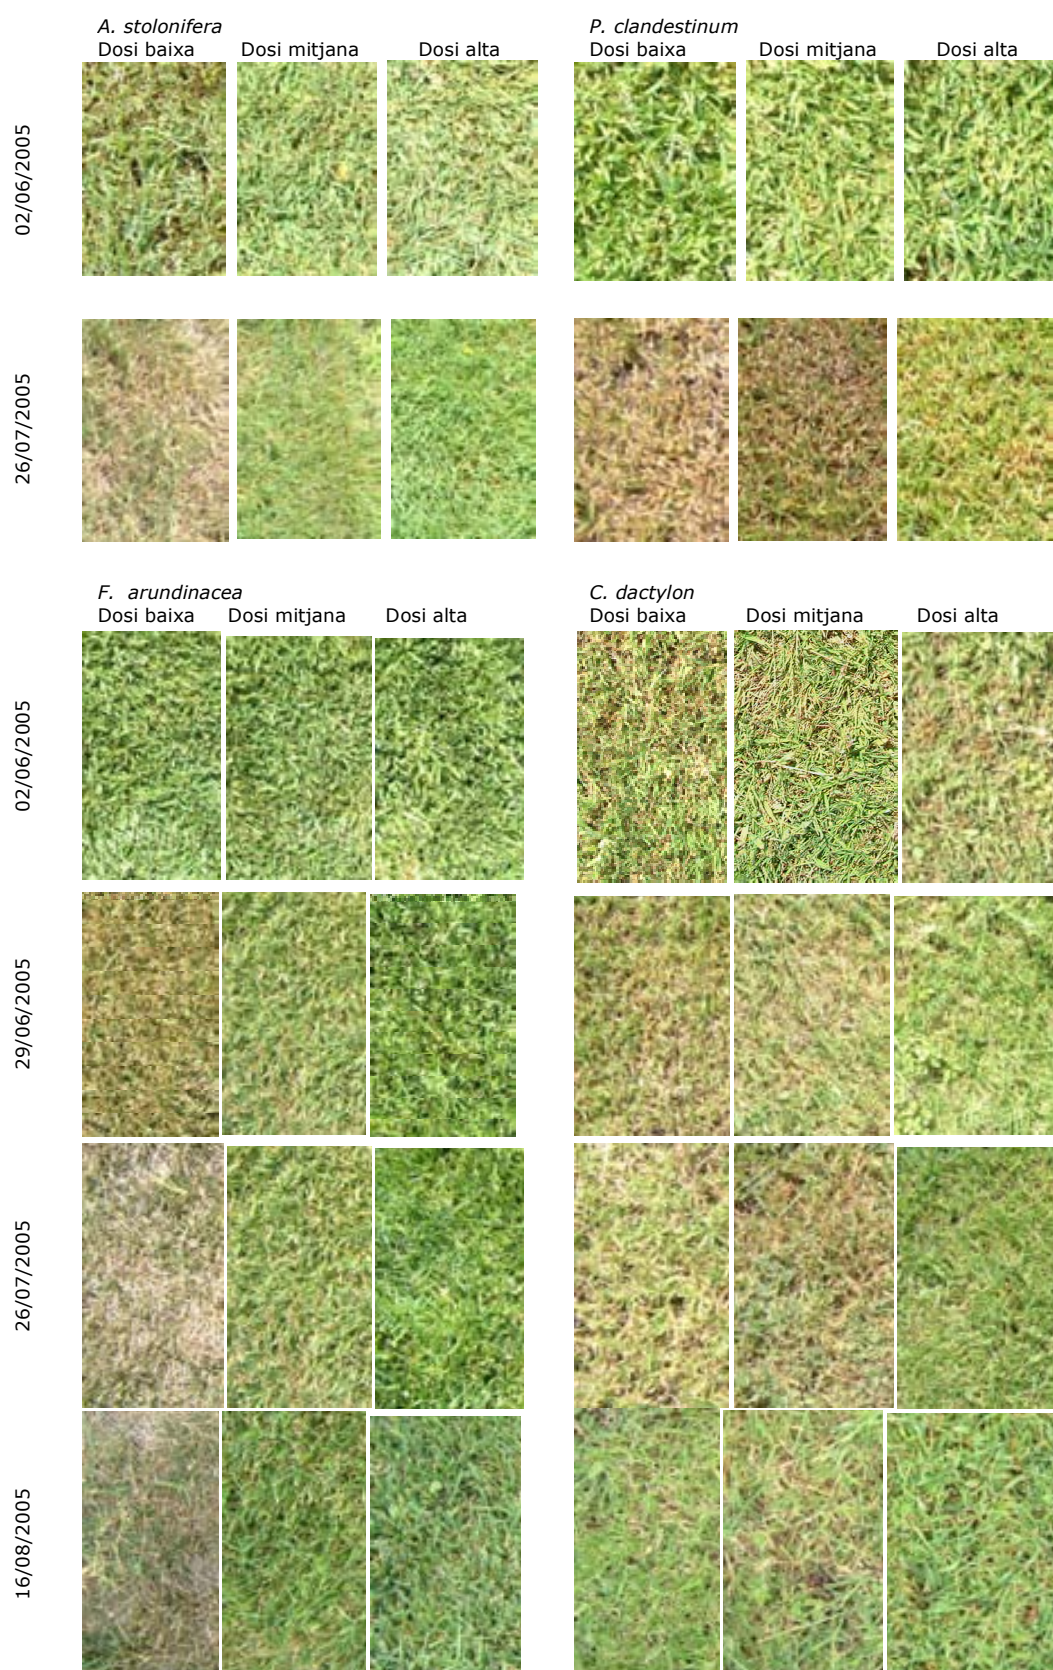 A. stolonifera
Dosi baixa Dosi mitjana Dosi alta
P. clandestinum
Dosi baixa Dosi mitjana Dosi alta
02/06/2005
26/07/2005
F. arundinacea
Dosi baixa Dosi mitjana Dosi alta
C. dactylon
Dosi baixa Dosi mitjana Dosi alta
02/06/2005
29/06/2005
26/07/2005
16/08/2005